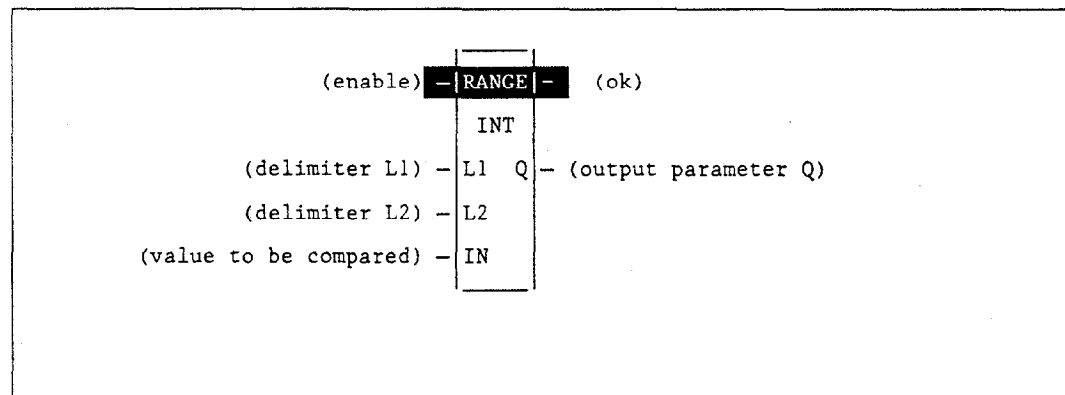 (enable) –|RANGE|– (ok)
INT
(delimiter L1) – L1 Q – (output parameter Q)
(delimiter L2) – L2
(value to be compared) – IN